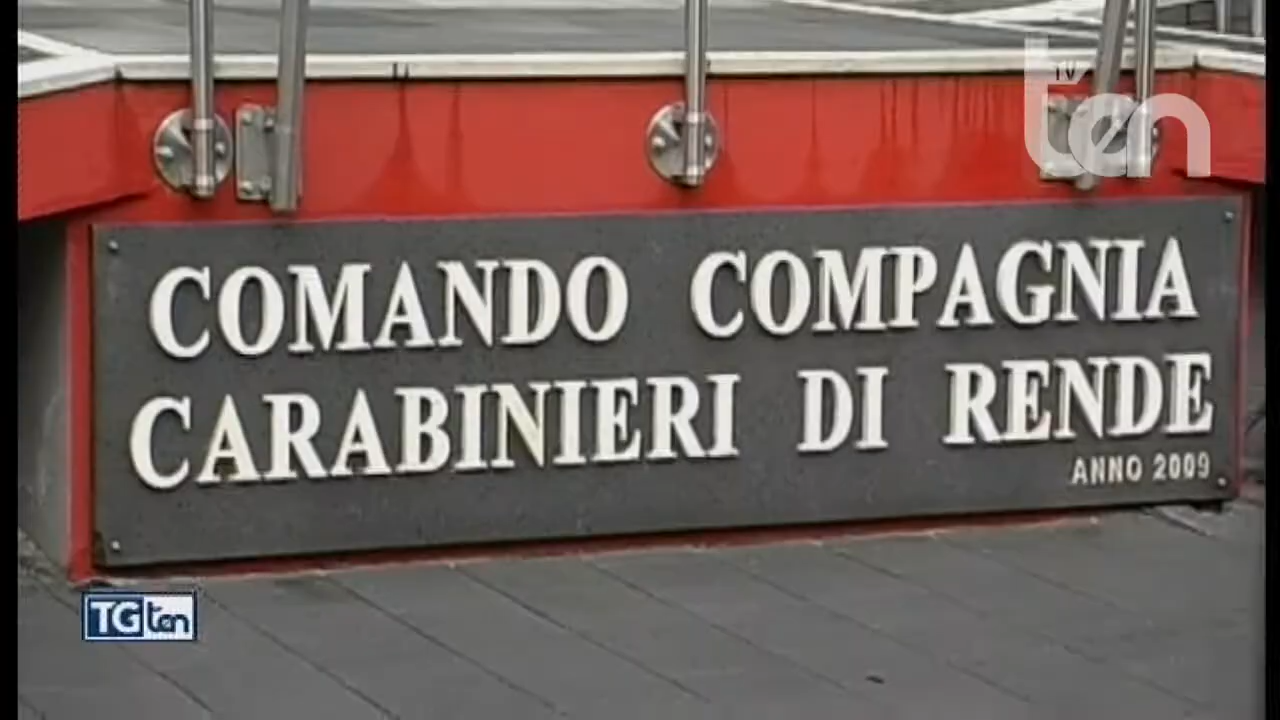 TV
ten
COMANDO COMPAGNIA
CARABINIERI DI RENDE
ANNO 2009
TG ten